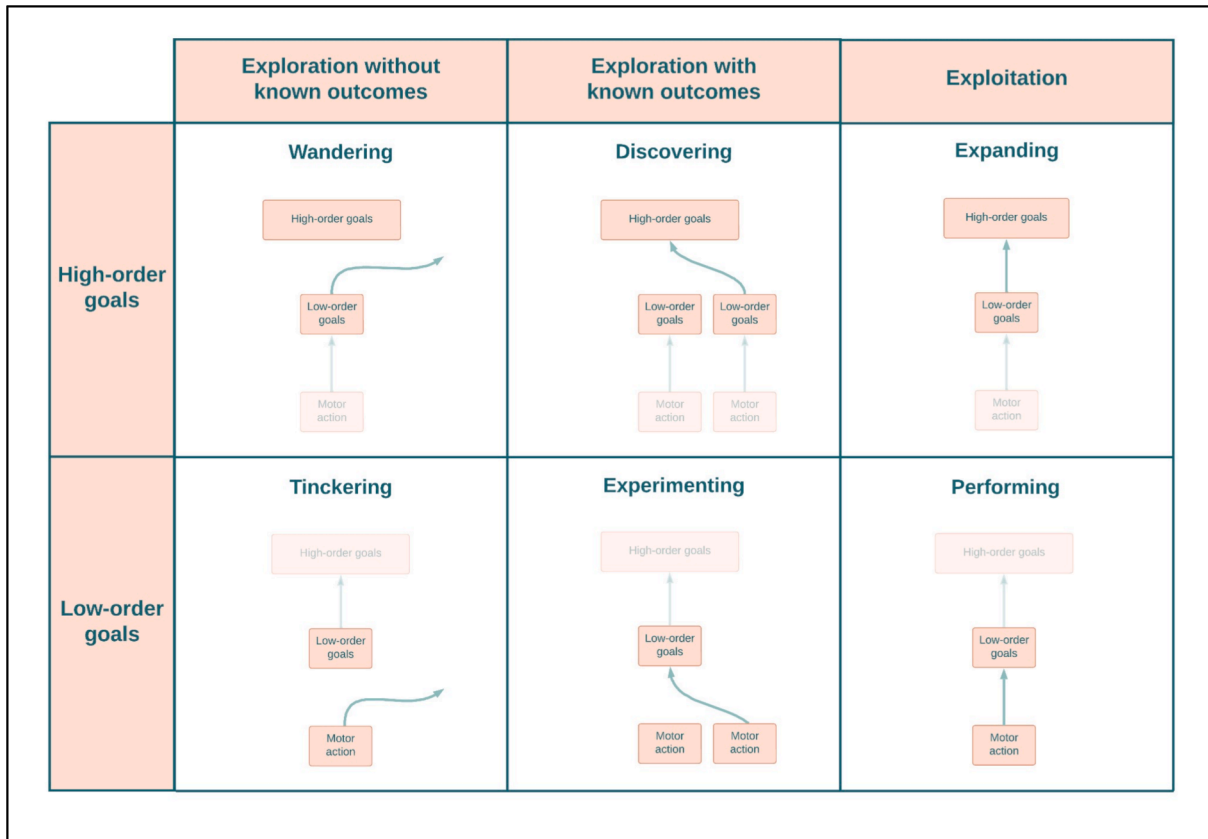 Exploration without
known outcomes
Exploration with
known outcomes
Exploitation
High-order
goals
Wandering
High-order goals
Low-order
goals
Motor
action
Discovering
High-order goals
Low-order
goals
Low-order
goals
Motor
action
Motor
action
Expanding
High-order goals
Low-order
goals
Motor
action
Low-order
goals
Tinckering
High-order goals
Low-order
goals
Motor
action
Experimenting
High-order goals
Low-order
goals
Motor
action
Motor
action
Performing
High-order goals
Low-order
goals
Motor
action